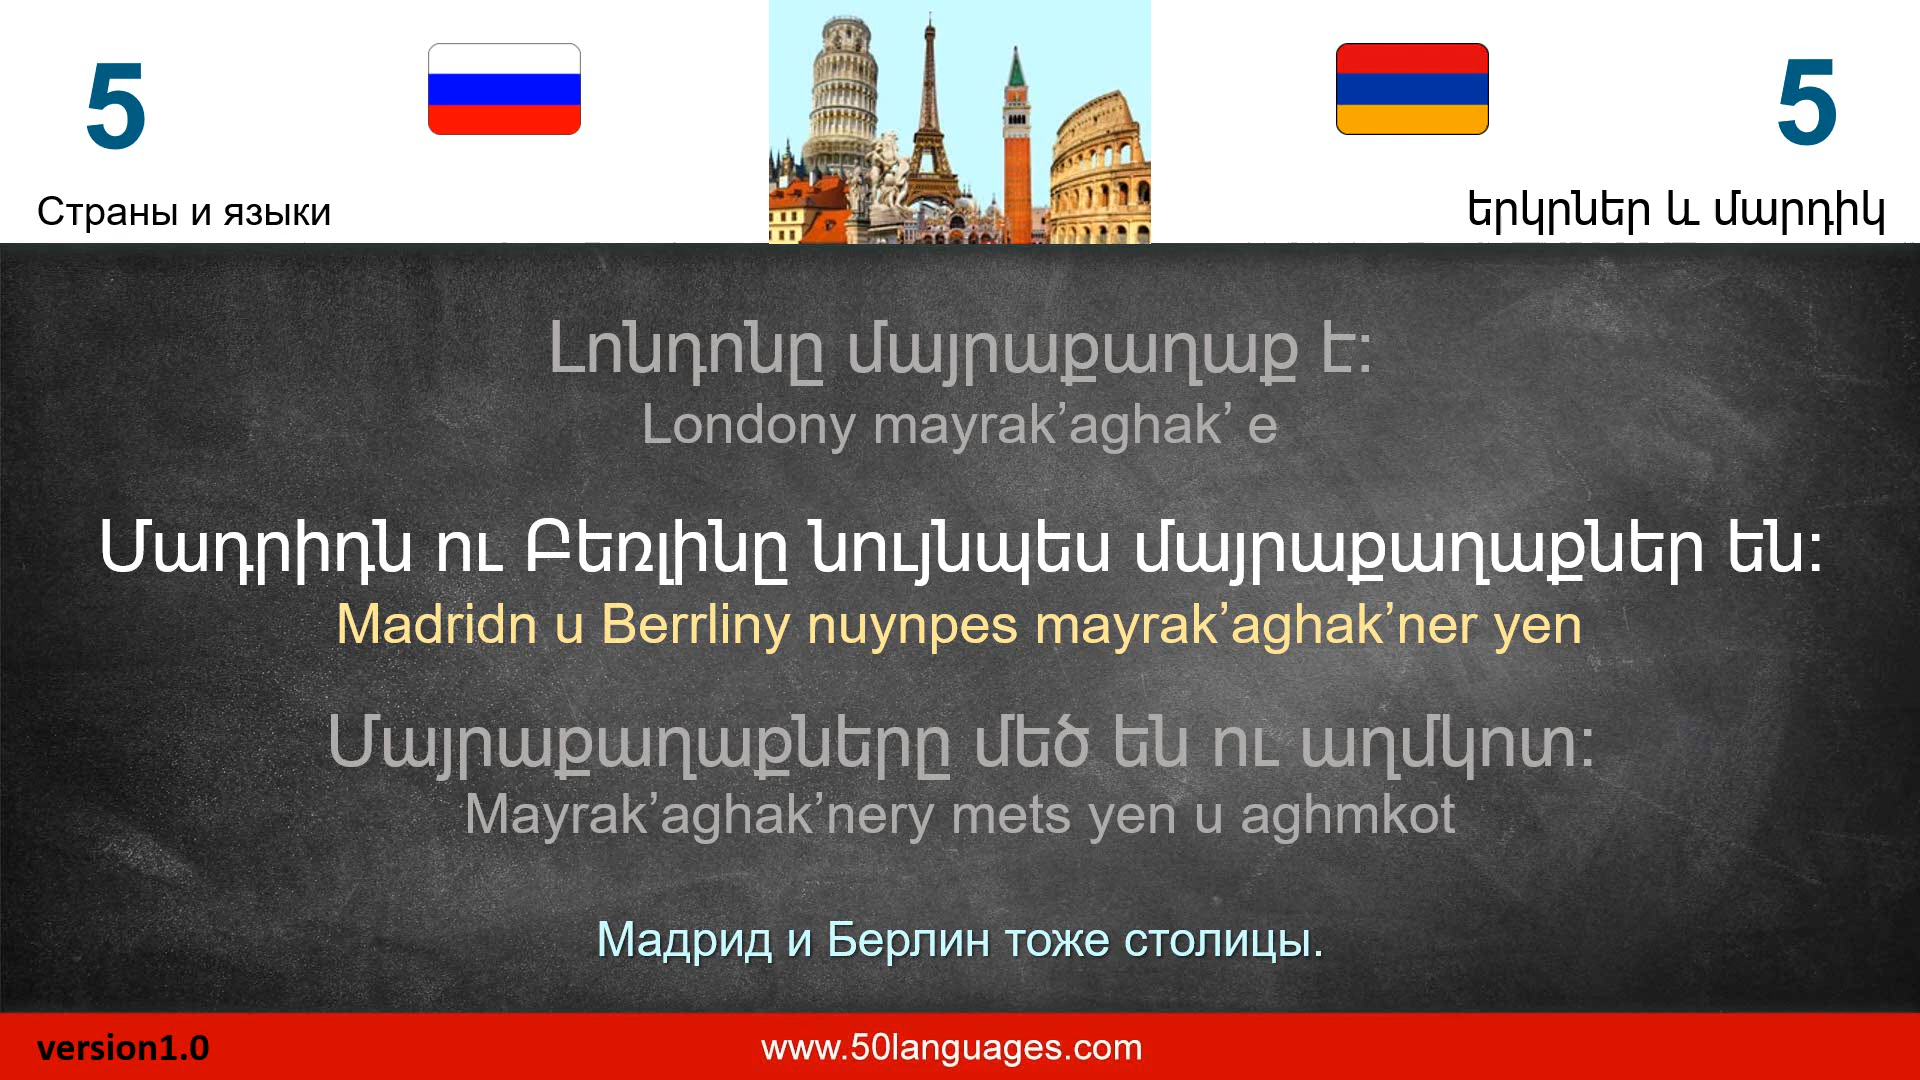 5
5
Страны и языки
երկրներ և մարդիկ
Լոնդոնը մայրաքաղաք է:
Londony mayrak’aghak’ e
Մադրիդն ու Բեռլինը նույնպես մայրաքաղաքներ են:
Madridn u Berrliny nuynpes mayrak’aghak’ner yen
Մայրաքաղաքները մեծ են ու աղմկոտ:
Mayrak’aghak’nery mets yen u aghmkot
Мадрид и Берлин тоже столицы.
version1.0
www.50languages.com